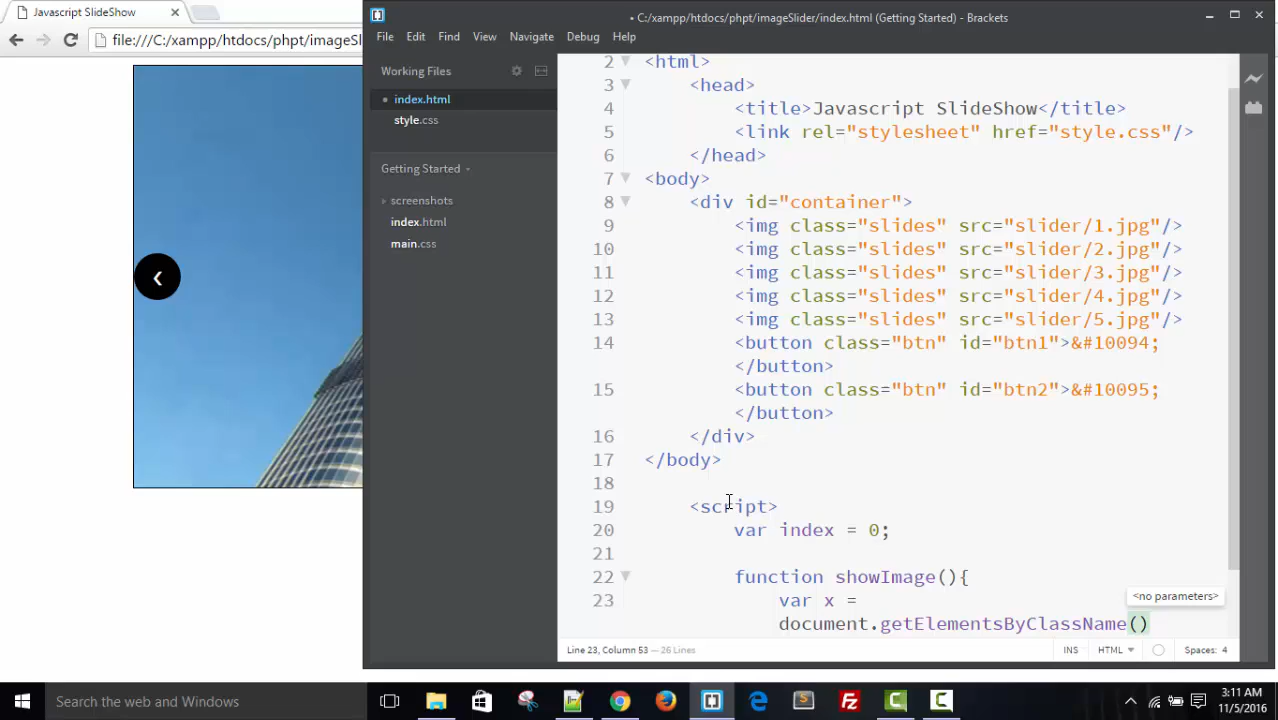 Javascript SlideShow
file:///C:/xampp/htdocs/phpt/imageSl
• C:/xampp/htdocs/phpt/imageSlider/index.html (Getting Started) - Brackets
File Edit Find View Navigate Debug Help
Working Files
index.html
style.css
Getting Started
screenshots
index.html
main.css
2 <html>
3 <head>
4 <title>Javascript SlideShow</title>
5 <link rel="stylesheet" href="style.css"/>
6 </head>
7 <body>
8 <div id="container">
9 <img class="slides" src="slider/1.jpg"/>
10 <img class="slides" src="slider/2.jpg"/>
11 <img class="slides" src="slider/3.jpg"/>
12 <img class="slides" src="slider/4.jpg"/>
13 <img class="slides" src="slider/5.jpg"/>
14 <button class="btn" id="btn1">&#10094;
</button>
15 <button class="btn" id="btn2">&#10095;
</button>
16 </div>
17 </body>
18
19 <script>
20 var index = 0;
21
22 function showImage(){
23 var x =
<no parameters>
document.getElementsByClassName()
Line 23, Column 53 — 26 Lines
INS HTML Spaces: 4
Search the web and Windows
3:11 AM
11/5/2016